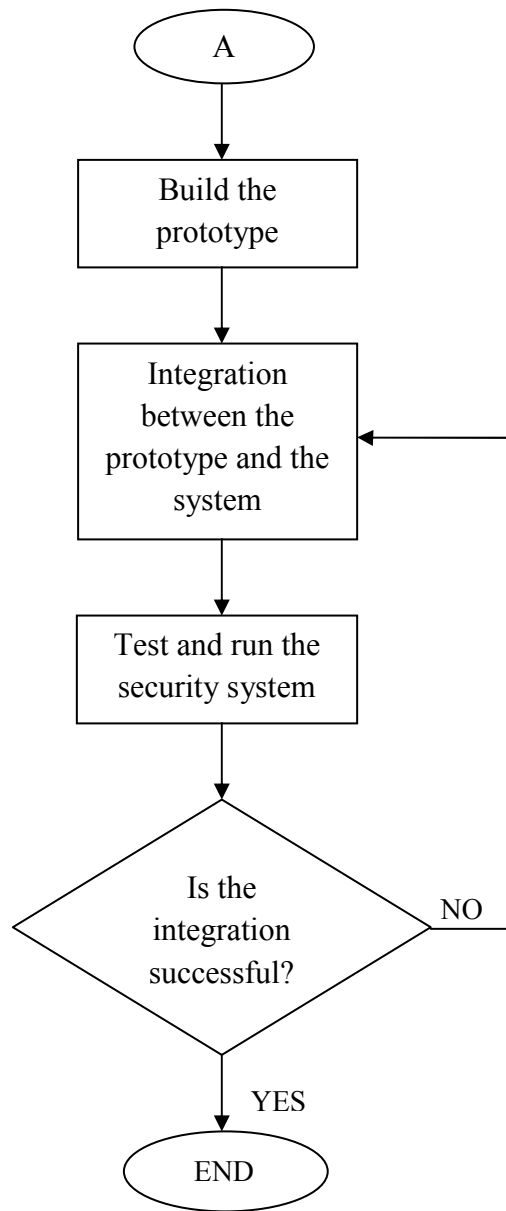 A
Build the
prototype
Integration
between the
prototype and the
system
Test and run the
security system
Is the
integration
successful?
NO
YES
END